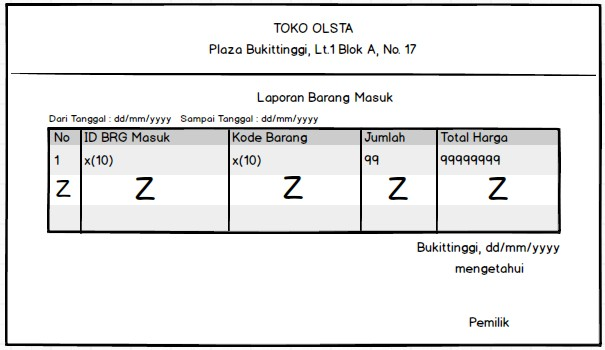 TOKO OLSTA
Plaza Bukittinggi, Lt.1 Blok A, No. 17
Laporan Barang Masuk
Dari Tanggal : dd/mm/yyyy Sampai Tanggal : dd/mm/yyyy
No ID BRG Masuk Kode Barang Jumlah Total Harga
1 x(10) x(10) 99 99999999
Z Z Z Z Z
Bukittinggi, dd/mm/yyyy
mengetahui
Pemilik